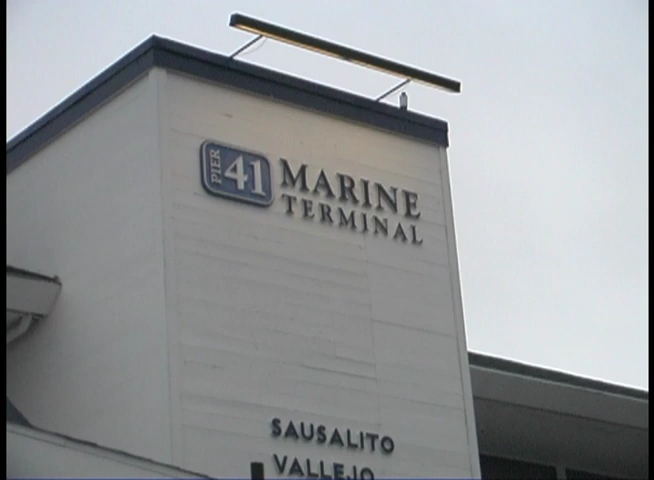 PIER 41
MARINE
TERMINAL
SAUSALITO
VALLEJO